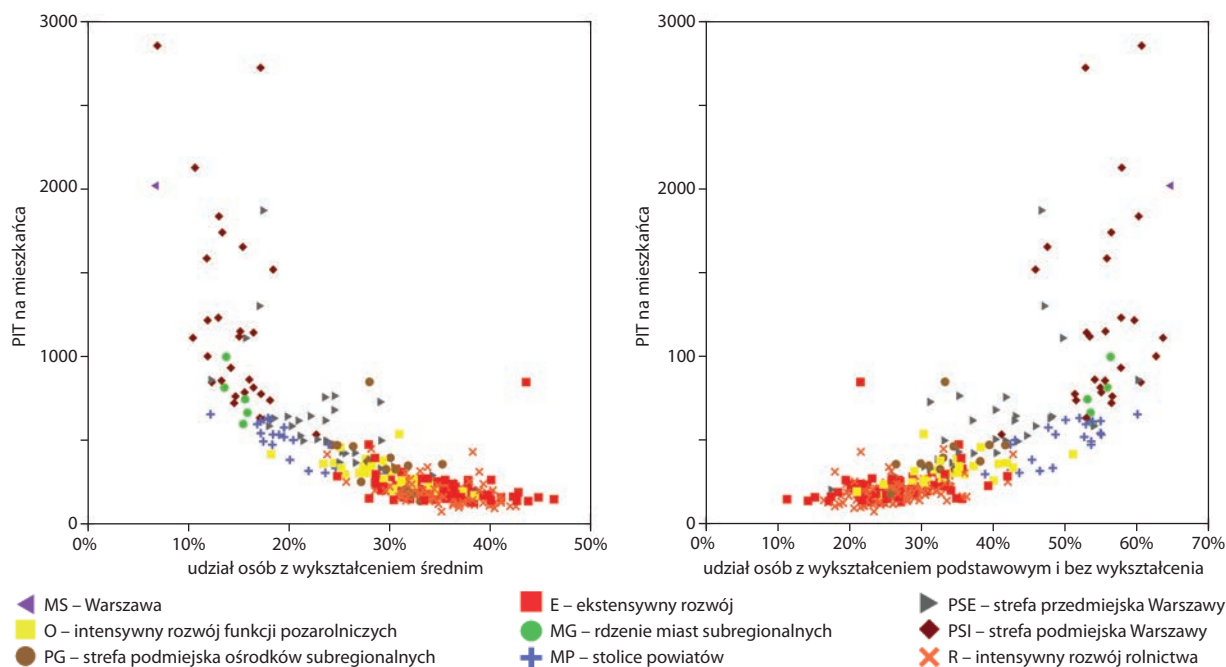 3000
2000
1000
0
PIT na mieszkańca
0%
10%
20%
30%
40%
50%
udział osób z wykształceniem średnim
3000
2000
100
0
PIT na mieszkańca
0%
10%
20%
30%
40%
50%
60%
70%
udział osób z wykształceniem podstawowym i bez wykształcenia
MS – Warszawa
O – intensywny rozwój funkcji pozarolniczych
PG – strefa podmiejska ośrodków subregionalnych
E – ekstensywny rozwój
MG – rdzenie miast subregionalnych
MP – stolice powiatów
PSE – strefa przedmiejska Warszawy
PSI – strefa podmiejska Warszawy
R – intensywny rozwój rolnictwa